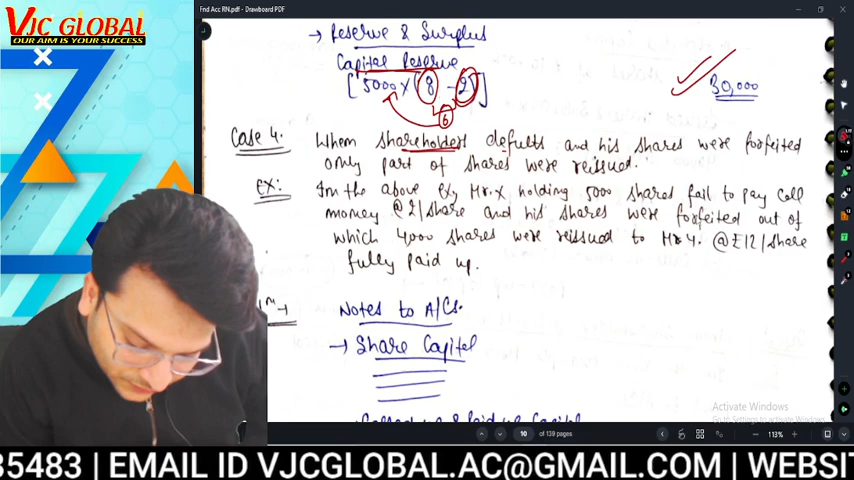 Fnd Acc RN.pdf - Drawboard PDF
VJC GLOBAL
OUR AIM IS YOUR SUCCESS
→ Reserve & Surplus
Capital Reserve
[5000 × (8 - 2)]
30,000
6
Case 4. When shareholders defults and his shares were forfeited
only part of shares were reissued.
Ex: In the above Ex, Mr. X holding 5000 shares fail to pay call
money @2/share and his shares were forfeited out of
which 4000 shares were reissued to Mr Y. @₹12/share
fully paid up.
Notes to A/Cs.
→ Share Capital
Activate Windows
Go to Settings to activate Windows.
10 of 139 pages
113%
35483 | EMAIL ID VJCGLOBAL.AC@GMAIL.COM | WEBSI